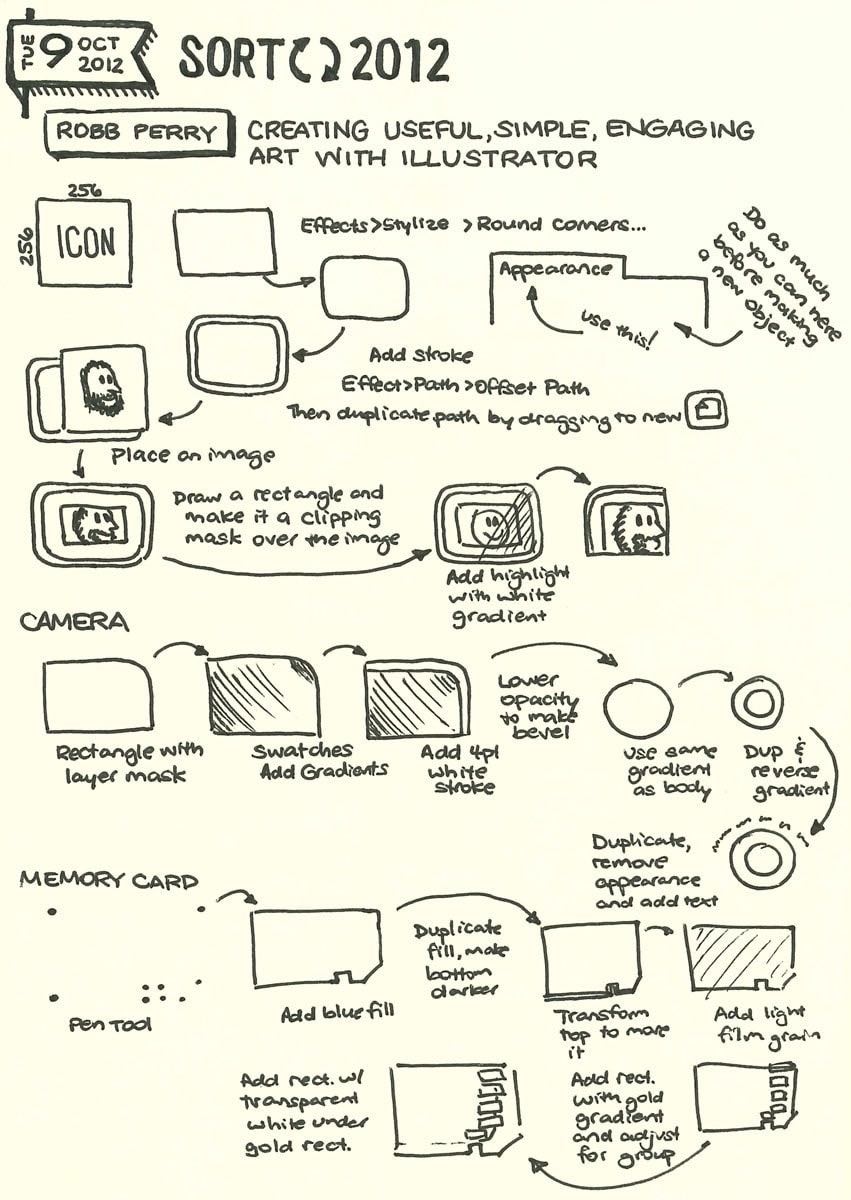 TUE 9 OCT
2012
SORT 2012
ROBB PERRY
CREATING USEFUL, SIMPLE, ENGAGING
ART WITH ILLUSTRATOR
256
256
ICON
Effects>Stylize >Round corners...
Appearance
use this!
Do as much
as you can here
before making
a new object
Add stroke
Effect>Path>Offset Path
Then duplicate path by dragging to new
Place an image
Draw a rectangle and
make it a clipping
mask over the image
Add highlight
with white
gradient
CAMERA
Rectangle with
layer mask
Swatches
Add Gradients
Add 4pt
white
stroke
Lower
opacity
to make
bevel
use same
gradient
as body
Dup &
reverse
gradient
Duplicate,
remove
appearance
and add text
MEMORY CARD
Pen Tool
Add blue fill
Duplicate
fill, make
bottom
darker
Transform
top to move
it
Add light
film grain
Add rect.
with gold
gradient
and adjust
for group
Add rect. w/
transparent
white under
gold rect.